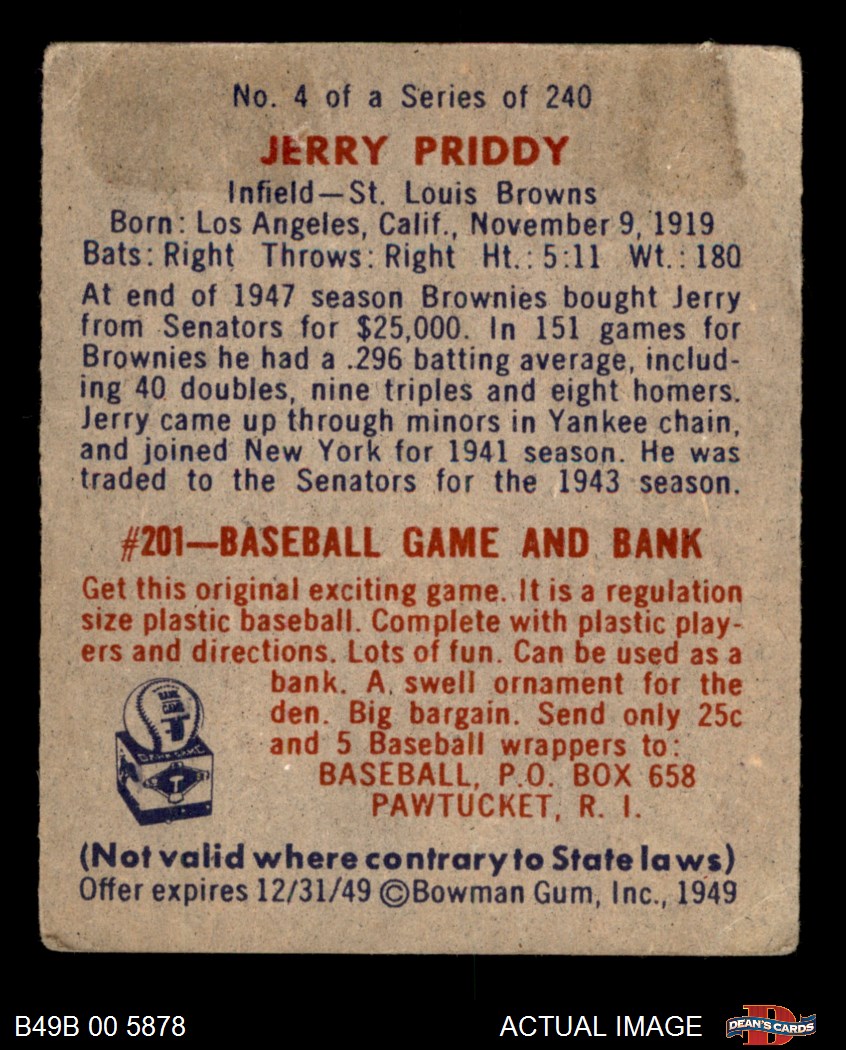 No. 4 of a Series of 240
JERRY PRIDDY
Infield—St. Louis Browns
Born: Los Angeles, Calif., November 9, 1919
Bats: Right Throws: Right Ht.: 5:11 Wt.: 180
At end of 1947 season Brownies bought Jerry
from Senators for $25,000. In 151 games for
Brownies he had a .296 batting average, includ-
ing 40 doubles, nine triples and eight homers.
Jerry came up through minors in Yankee chain,
and joined New York for 1941 season. He was
traded to the Senators for the 1943 season.
#201—BASEBALL GAME AND BANK
Get this original exciting game. It is a regulation
size plastic baseball. Complete with plastic play-
ers and directions. Lots of fun. Can be used as a
bank. A swell ornament for the
den. Big bargain. Send only 25c
and 5 Baseball wrappers to:
BASEBALL, P.O. BOX 658
PAWTUCKET, R. I.
BANK
GAME
(Not valid where contrary to State laws)
Offer expires 12/31/49 ©Bowman Gum, Inc., 1949
B49B 00 5878
ACTUAL IMAGE
DEAN'S CARDS